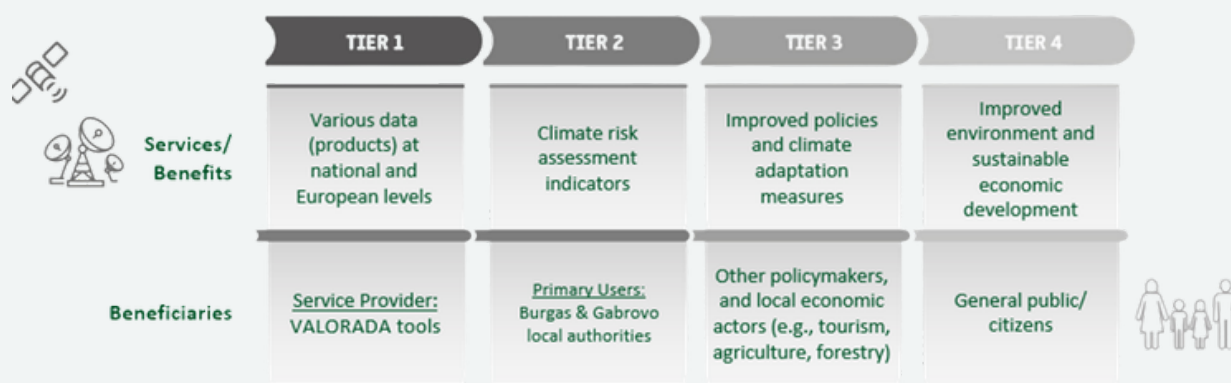 TIER 1
TIER 2
TIER 3
TIER 4
Services/
Benefits
Various data
(products) at
national and
European levels
Climate risk
assessment
indicators
Improved policies
and climate
adaptation
measures
Improved
environment and
sustainable
economic
development
Beneficiaries
Service Provider:
VALORADA tools
Primary Users:
Burgas & Gabrovo
local authorities
Other policymakers,
and local economic
actors (e.g., tourism,
agriculture, forestry)
General public/
citizens